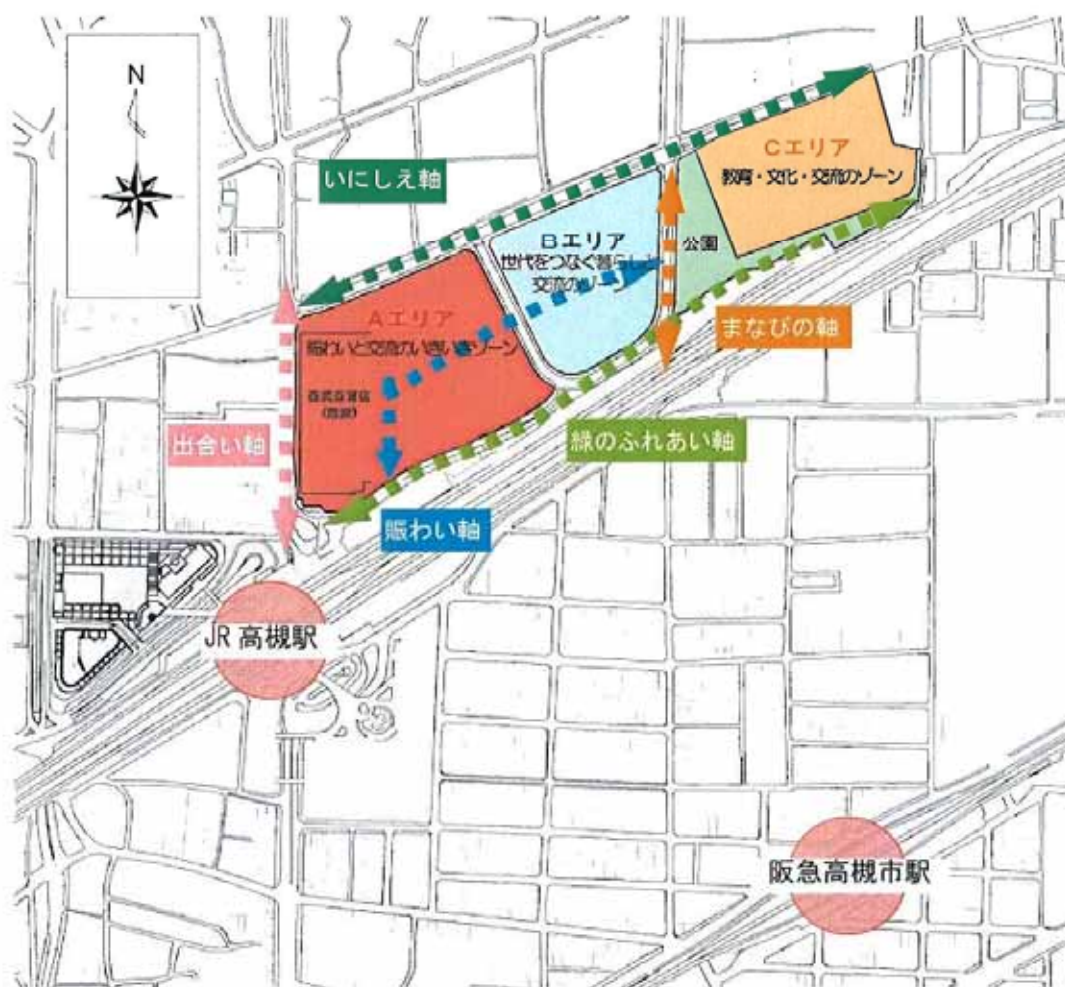 N
いにしえ軸
Cエリア
教育・文化・交流のゾーン
Bエリア
世代をつなぐ暮らしと
交流のゾーン
公園
Aエリア
賑わいと交流のいきいきゾーン
西武百貨店
(既設)
まなびの軸
出合い軸
緑のふれあい軸
賑わい軸
JR 高槻駅
阪急高槻市駅